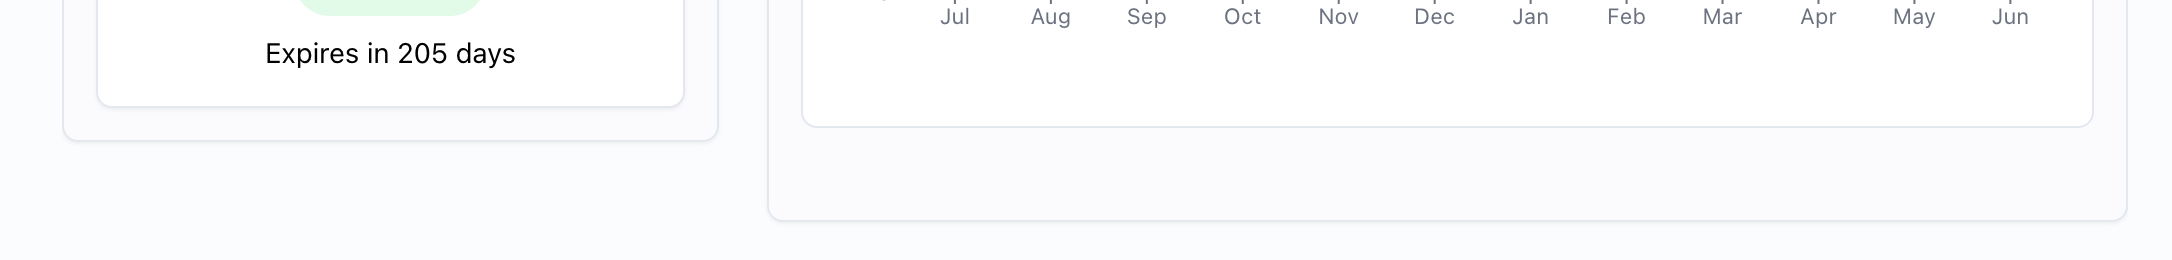 Expires in 205 days
Jul Aug Sep Oct Nov Dec Jan Feb Mar Apr May Jun